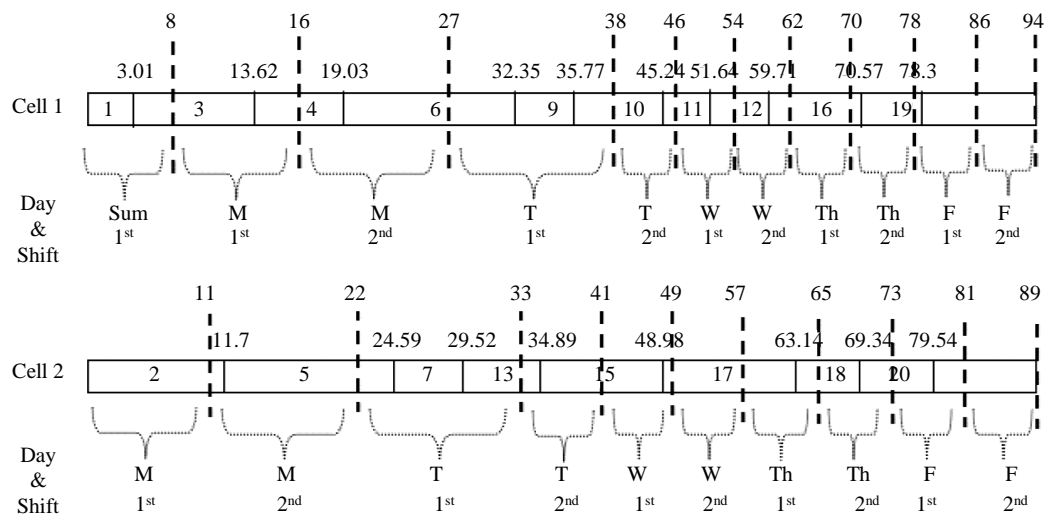 8 16 27 38 46 54 62 70 78 86 94
3.01 13.62 19.03 32.35 35.77 45.24 51.64 59.71 70.57 78.3
Cell 1 1 3 4 6 9 10 11 12 16 19
Day & Shift
Sum M M T T W W Th Th F F
1st 1st 2nd 1st 2nd 1st 2nd 1st 2nd 1st 2nd
11 22 33 41 49 57 65 73 81 89
11.7 24.59 29.52 34.89 48.98 63.14 69.34 79.54
Cell 2 2 5 7 13 15 17 18 20
Day & Shift
M M T T W W Th Th F F
1st 2nd 1st 2nd 1st 2nd 1st 2nd 1st 2nd